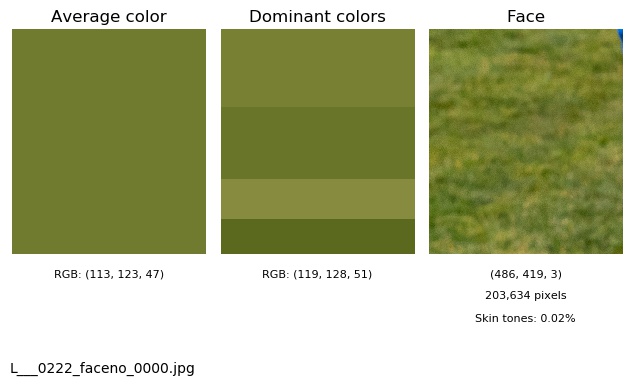 Average color
Dominant colors
Face
RGB: (113, 123, 47)
RGB: (119, 128, 51)
(486, 419, 3)
203,634 pixels
Skin tones: 0.02%
L___0222_faceno_0000.jpg